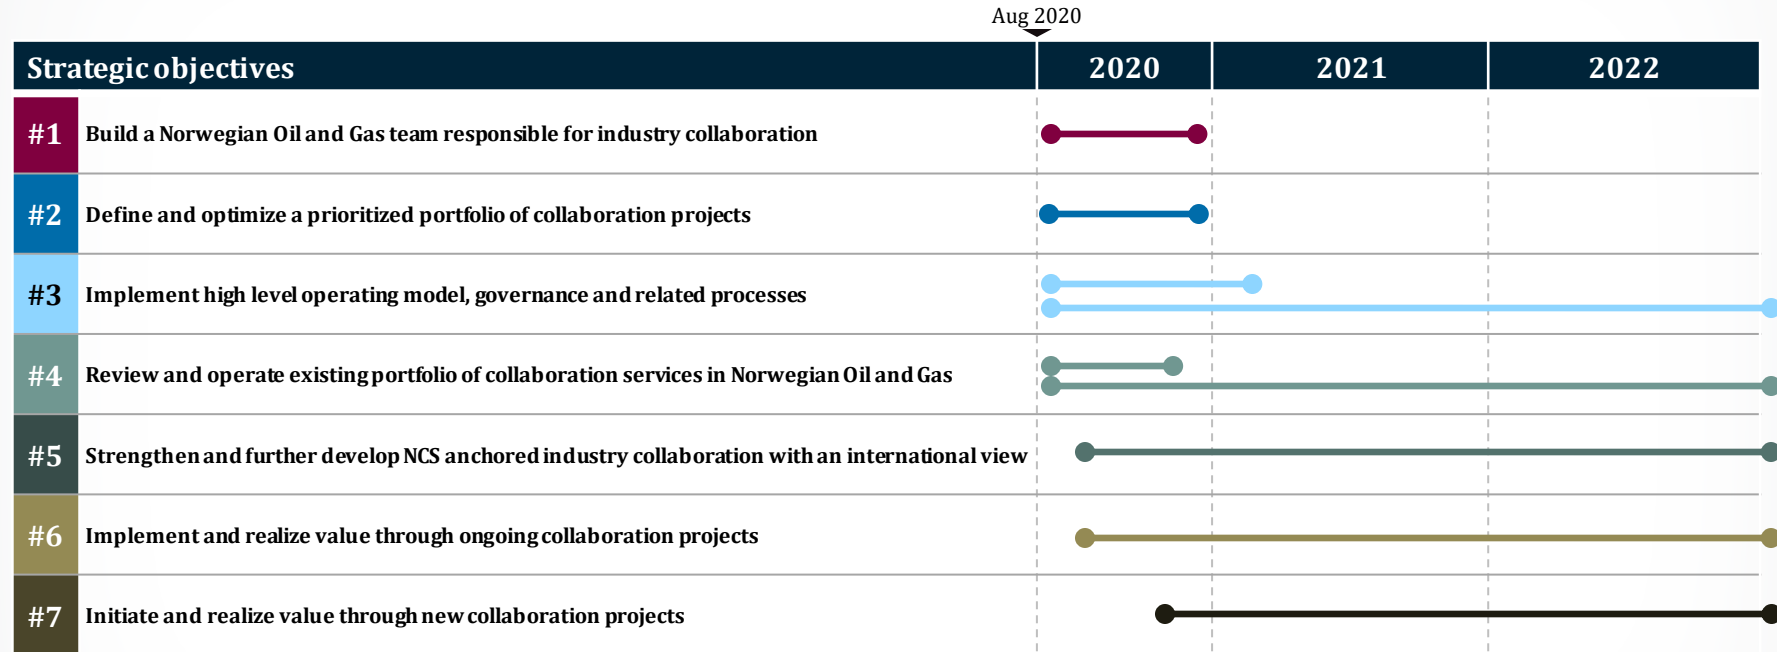 Aug 2020
Strategic objectives 2020 2021 2022
#1 Build a Norwegian Oil and Gas team responsible for industry collaboration
#2 Define and optimize a prioritized portfolio of collaboration projects
#3 Implement high level operating model, governance and related processes
#4 Review and operate existing portfolio of collaboration services in Norwegian Oil and Gas
#5 Strengthen and further develop NCS anchored industry collaboration with an international view
#6 Implement and realize value through ongoing collaboration projects
#7 Initiate and realize value through new collaboration projects